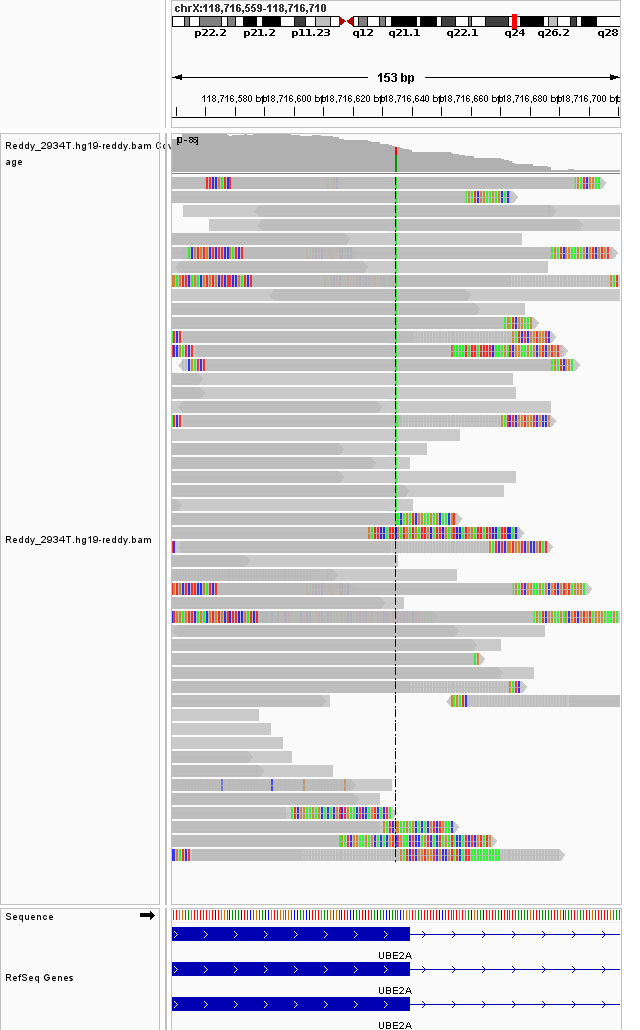 chrX:118,716,559-118,716,710
p22.2 p21.2 p11.23 q12 q21.1 q22.1 q24 q26.2 q28
153 bp
118,716,580 bp 118,716,600 bp 118,716,620 bp 118,716,640 bp 118,716,660 bp 118,716,680 bp 118,716,700 bp
Reddy_2934T.hg19-reddy.bam Cov
age
Reddy_2934T.hg19-reddy.bam
Sequence
UBE2A
RefSeq Genes
UBE2A
UBE2A